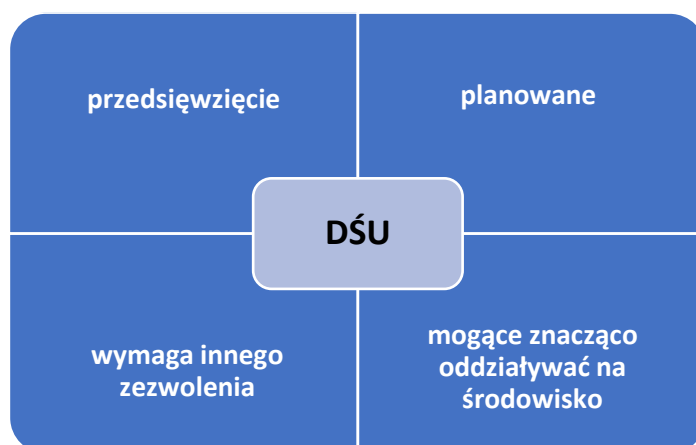 przedsięwzięcie
planowane
DŚU
wymaga innego
zezwolenia
mogące znacząco
oddziaływać na
środowisko